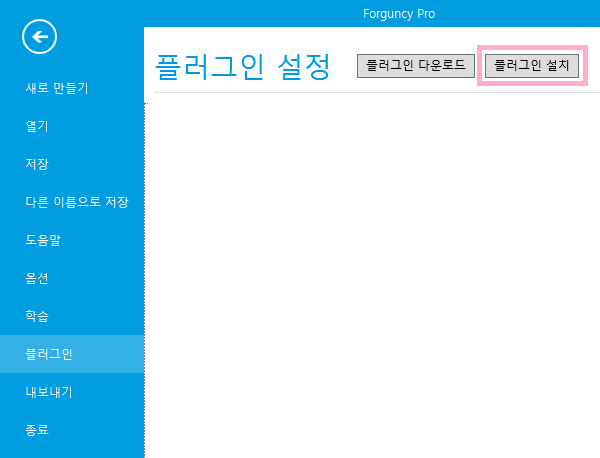 Forguncy Pro
플러그인 설정
플러그인 다운로드
플러그인 설치
새로 만들기
열기
저장
다른 이름으로 저장
도움말
옵션
학습
플러그인
내보내기
종료